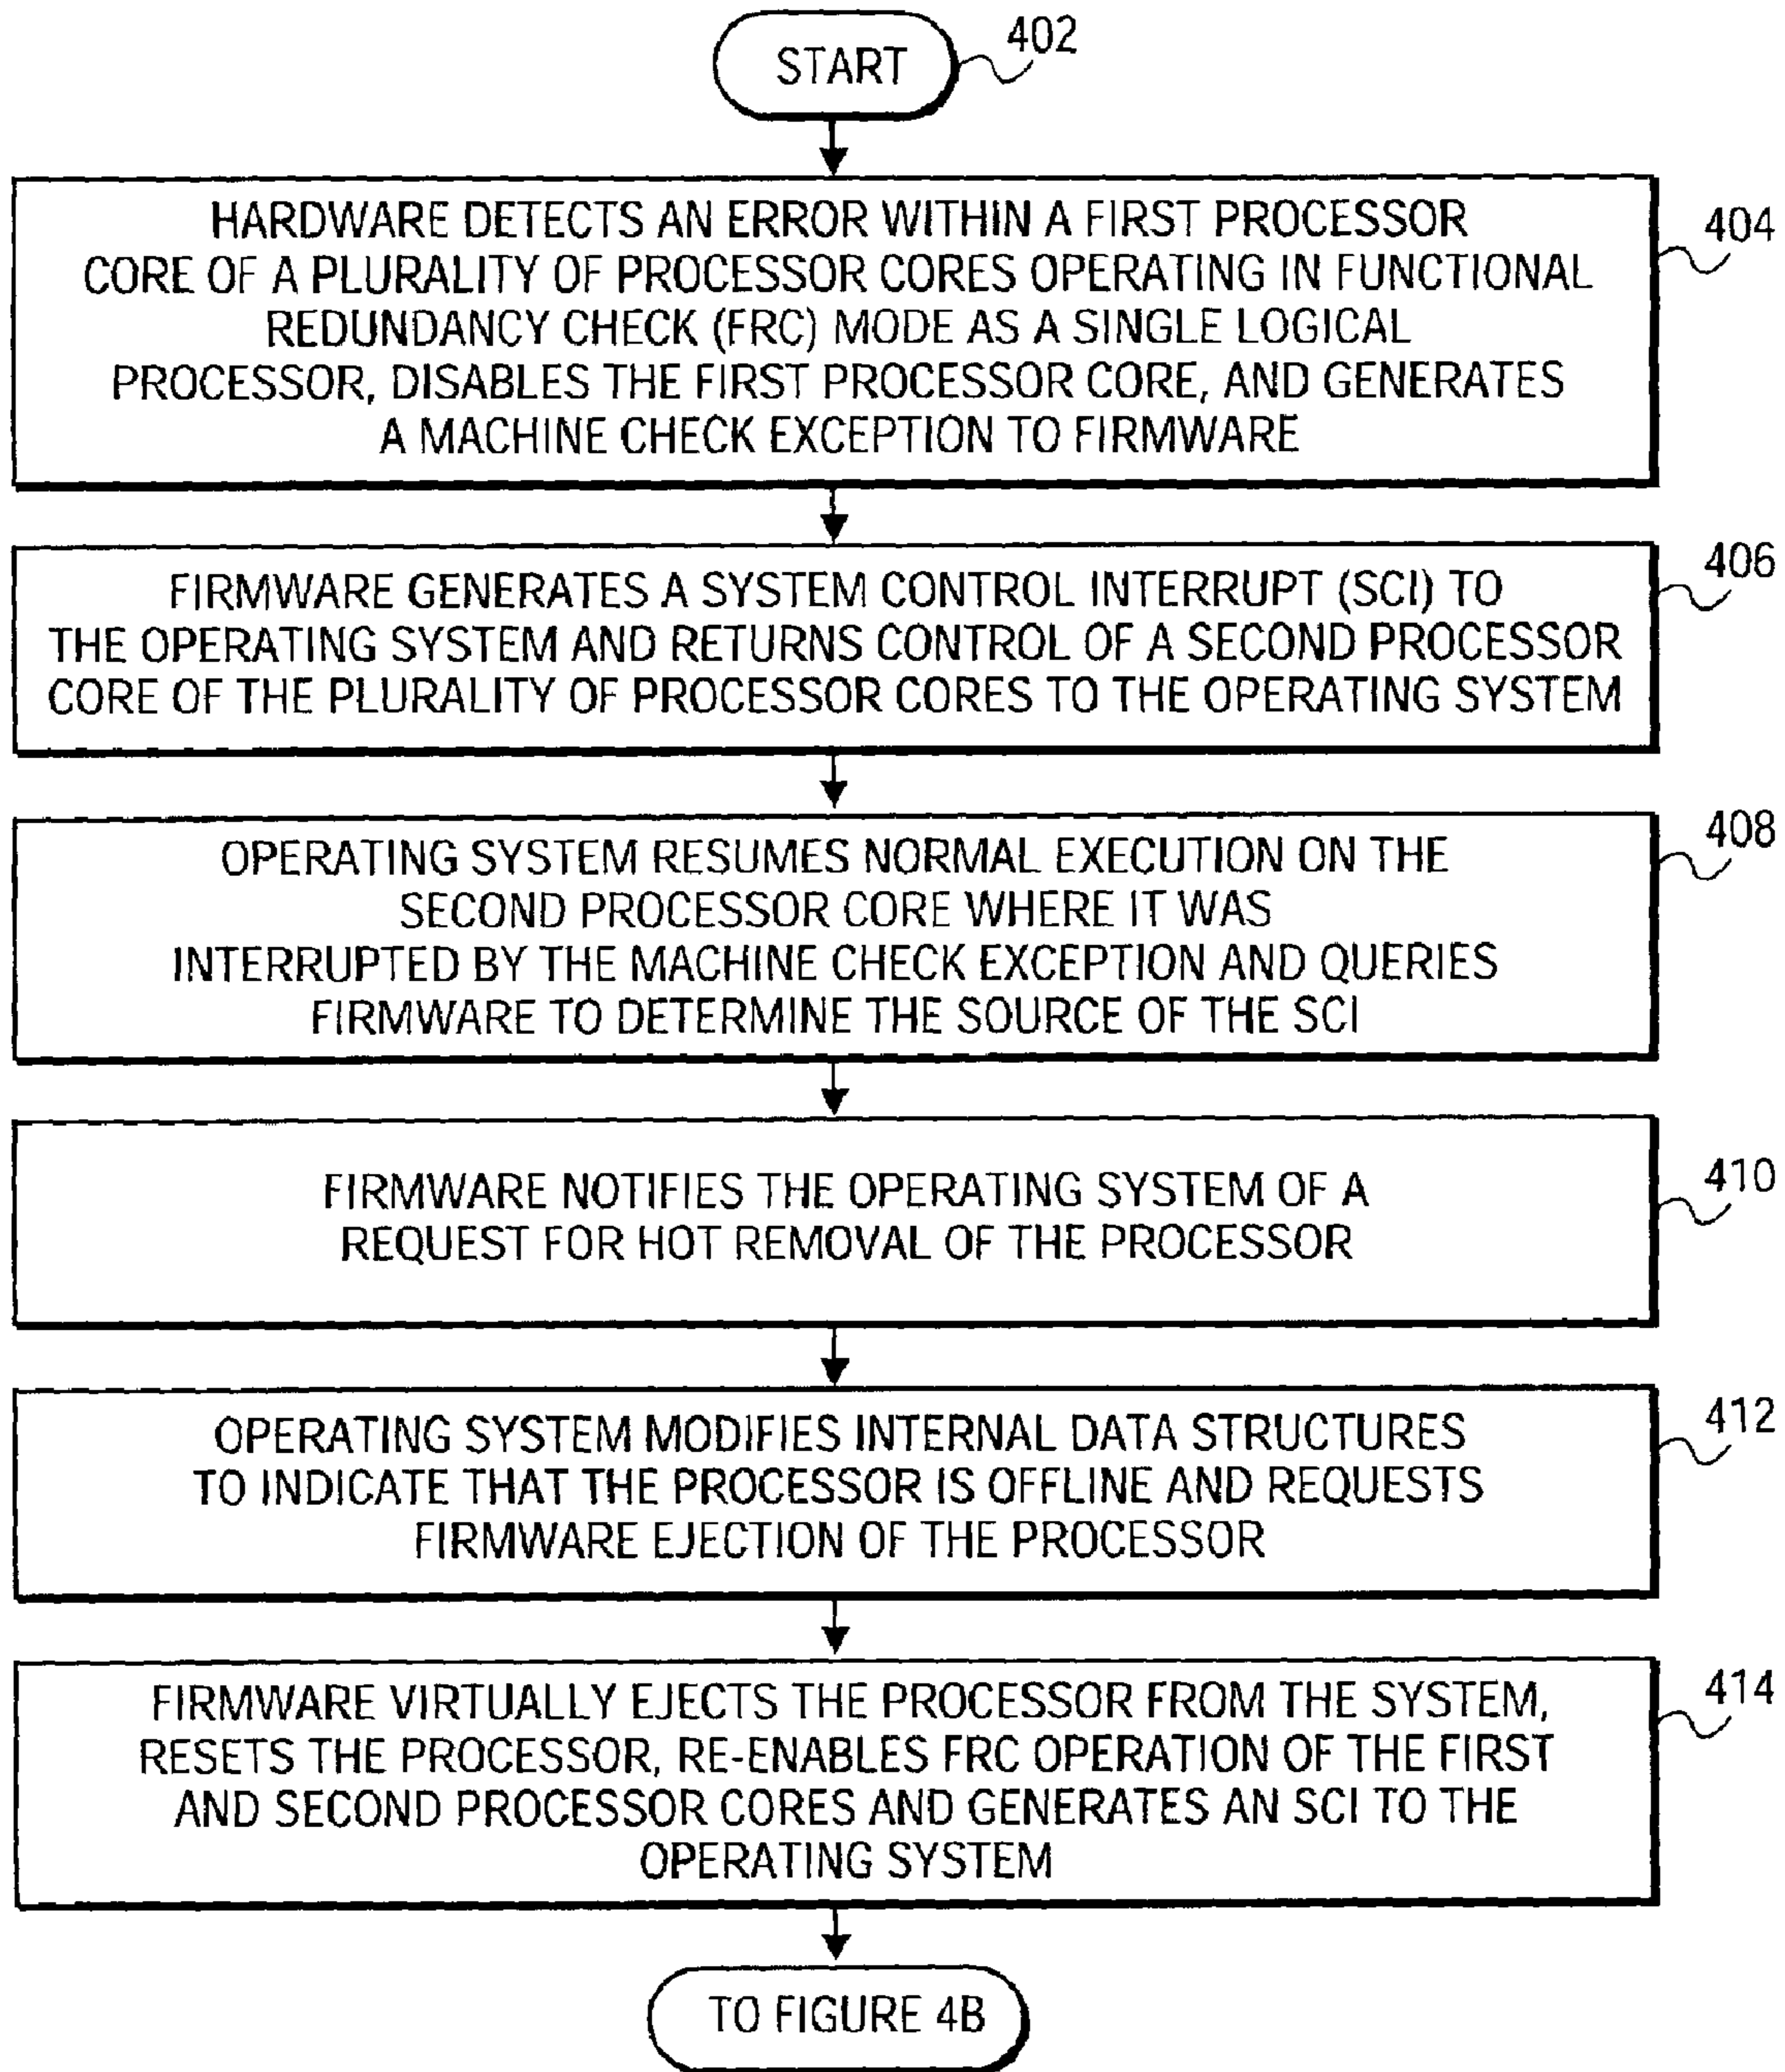 START
402
HARDWARE DETECTS AN ERROR WITHIN A FIRST PROCESSOR
CORE OF A PLURALITY OF PROCESSOR CORES OPERATING IN FUNCTIONAL
REDUNDANCY CHECK (FRC) MODE AS A SINGLE LOGICAL
PROCESSOR, DISABLES THE FIRST PROCESSOR CORE, AND GENERATES
A MACHINE CHECK EXCEPTION TO FIRMWARE
404
FIRMWARE GENERATES A SYSTEM CONTROL INTERRUPT (SCI) TO
THE OPERATING SYSTEM AND RETURNS CONTROL OF A SECOND PROCESSOR
CORE OF THE PLURALITY OF PROCESSOR CORES TO THE OPERATING SYSTEM
406
OPERATING SYSTEM RESUMES NORMAL EXECUTION ON THE
SECOND PROCESSOR CORE WHERE IT WAS
INTERRUPTED BY THE MACHINE CHECK EXCEPTION AND QUERIES
FIRMWARE TO DETERMINE THE SOURCE OF THE SCI
408
FIRMWARE NOTIFIES THE OPERATING SYSTEM OF A
REQUEST FOR HOT REMOVAL OF THE PROCESSOR
410
OPERATING SYSTEM MODIFIES INTERNAL DATA STRUCTURES
TO INDICATE THAT THE PROCESSOR IS OFFLINE AND REQUESTS
FIRMWARE EJECTION OF THE PROCESSOR
412
FIRMWARE VIRTUALLY EJECTS THE PROCESSOR FROM THE SYSTEM,
RESETS THE PROCESSOR, RE-ENABLES FRC OPERATION OF THE FIRST
AND SECOND PROCESSOR CORES AND GENERATES AN SCI TO THE
OPERATING SYSTEM
414
TO FIGURE 4B